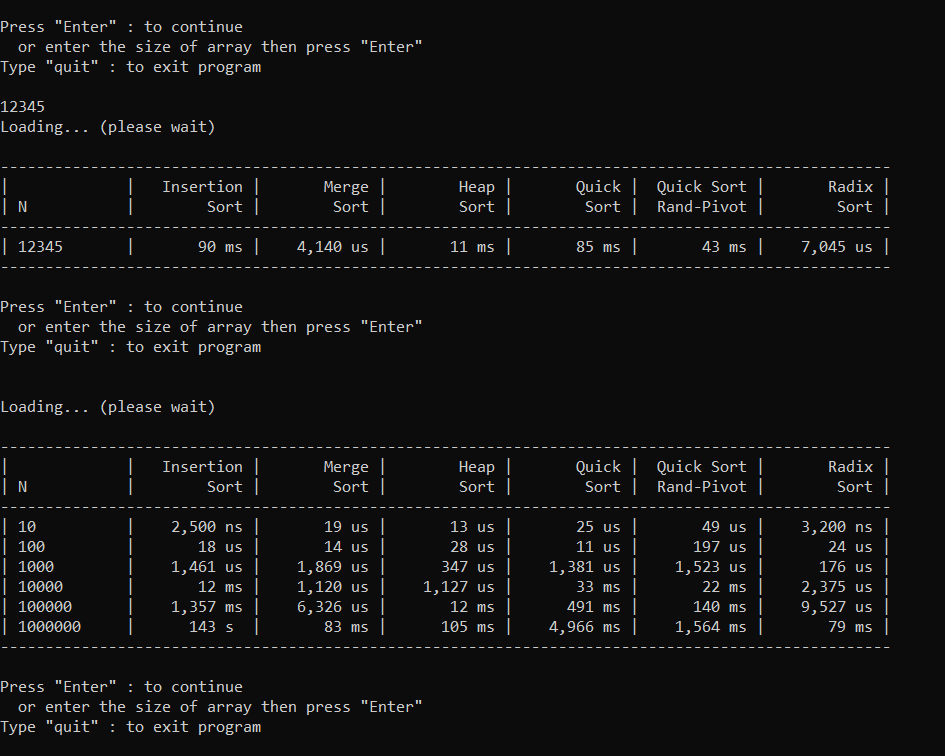 Press "Enter" : to continue
  or enter the size of array then press "Enter"
Type "quit" : to exit program

12345
Loading... (please wait)

---------------------------------------------------------------------------------------------------
|             |   Insertion |       Merge |        Heap |       Quick |  Quick Sort |       Radix |
| N           |        Sort |        Sort |        Sort |        Sort |  Rand-Pivot |        Sort |
---------------------------------------------------------------------------------------------------
| 12345       |       90 ms |    4,140 us |       11 ms |       85 ms |       43 ms |    7,045 us |
---------------------------------------------------------------------------------------------------

Press "Enter" : to continue
  or enter the size of array then press "Enter"
Type "quit" : to exit program


Loading... (please wait)

---------------------------------------------------------------------------------------------------
|             |   Insertion |       Merge |        Heap |       Quick |  Quick Sort |       Radix |
| N           |        Sort |        Sort |        Sort |        Sort |  Rand-Pivot |        Sort |
---------------------------------------------------------------------------------------------------
| 10          |    2,500 ns |       19 us |       13 us |       25 us |       49 us |    3,200 ns |
| 100         |       18 us |       14 us |       28 us |       11 us |      197 us |       24 us |
| 1000        |    1,461 us |    1,869 us |      347 us |    1,381 us |    1,523 us |      176 us |
| 10000       |       12 ms |    1,120 us |    1,127 us |       33 ms |       22 ms |    2,375 us |
| 100000      |    1,357 ms |    6,326 us |       12 ms |      491 ms |      140 ms |    9,527 us |
| 1000000     |      143 s  |       83 ms |      105 ms |    4,966 ms |    1,564 ms |       79 ms |
---------------------------------------------------------------------------------------------------

Press "Enter" : to continue
  or enter the size of array then press "Enter"
Type "quit" : to exit program